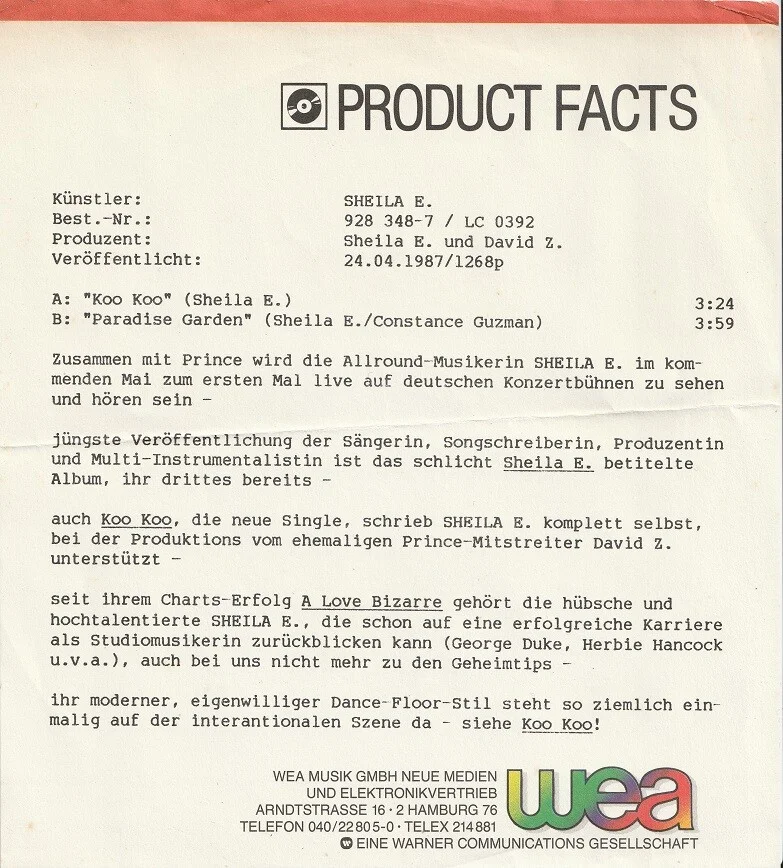 PRODUCT FACTS
Künstler: SHEILA E.
Best.-Nr.: 928 348-7 / LC 0392
Produzent: Sheila E. und David Z.
Veröffentlicht: 24.04.1987/1268p
A: "Koo Koo" (Sheila E.) 3:24
B: "Paradise Garden" (Sheila E./Constance Guzman) 3:59
Zusammen mit Prince wird die Allround-Musikerin SHEILA E. im kom-
menden Mai zum ersten Mal live auf deutschen Konzertbühnen zu sehen
und hören sein -
jüngste Veröffentlichung der Sängerin, Songschreiberin, Produzentin
und Multi-Instrumentalistin ist das schlicht Sheila E. betitelte
Album, ihr drittes bereits -
auch Koo Koo, die neue Single, schrieb SHEILA E. komplett selbst,
bei der Produktions vom ehemaligen Prince-Mitstreiter David Z.
unterstützt -
seit ihrem Charts-Erfolg A Love Bizarre gehört die hübsche und
hochtalentierte SHEILA E., die schon auf eine erfolgreiche Karriere
als Studiomusikerin zurückblicken kann (George Duke, Herbie Hancock
u.v.a.), auch bei uns nicht mehr zu den Geheimtips -
ihr moderner, eigenwilliger Dance-Floor-Stil steht so ziemlich ein-
malig auf der interantionalen Szene da - siehe Koo Koo!
WEA MUSIK GMBH NEUE MEDIEN
UND ELEKTRONIKVERTRIEB
ARNDTSTRASSE 16 · 2 HAMBURG 76
TELEFON 040/22805-0 · TELEX 214881
EINE WARNER COMMUNICATIONS GESELLSCHAFT
wea